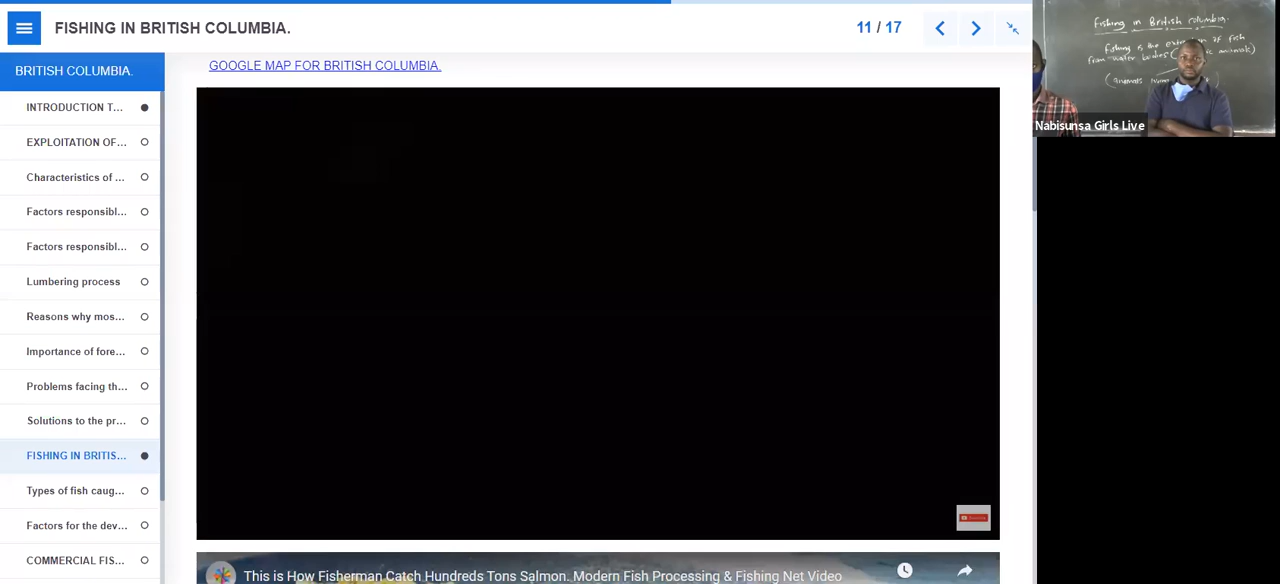 FISHING IN BRITISH COLUMBIA.
11 / 17
BRITISH COLUMBIA.
INTRODUCTION T...
EXPLOITATION OF...
Characteristics of ...
Factors responsibl...
Factors responsibl...
Lumbering process
Reasons why mos...
Importance of fore...
Problems facing th...
Solutions to the pr...
FISHING IN BRITIS...
Types of fish caug...
Factors for the dev...
COMMERCIAL FIS...
GOOGLE MAP FOR BRITISH COLUMBIA.
This is How Fisherman Catch Hundreds Tons Salmon. Modern Fish Processing & Fishing Net Video
Fishing in British columbia.
Fishing is the of fish
from water bodies
Nabisunsa Girls Live